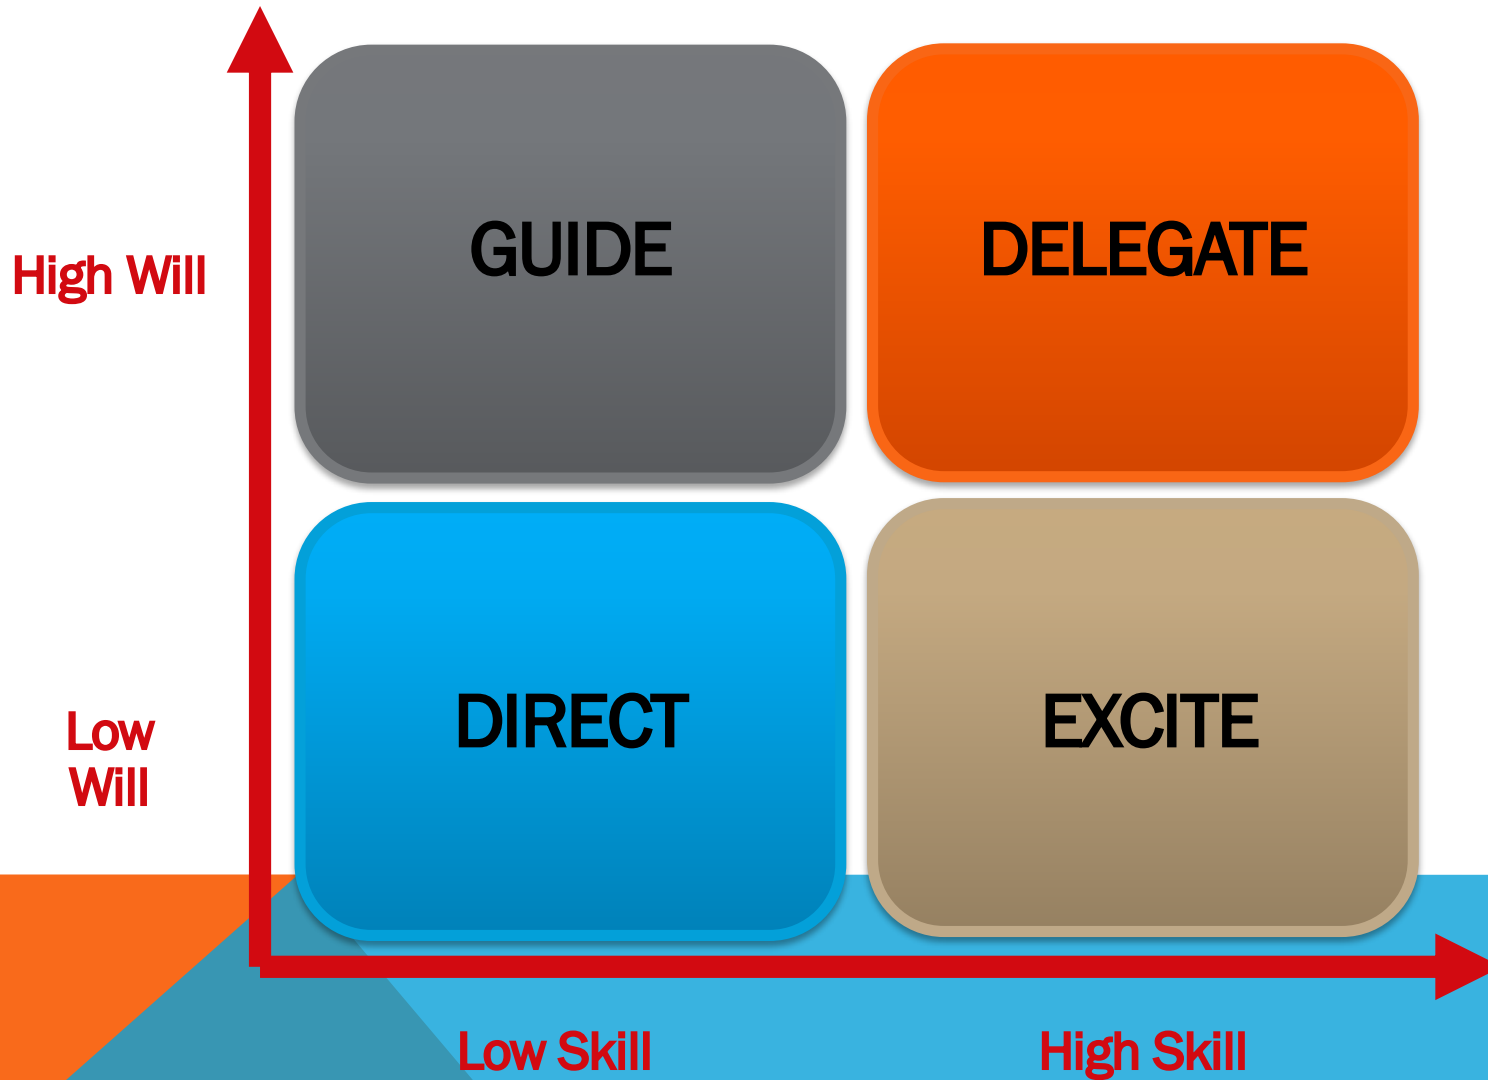 GUIDE
DELEGATE
High Will
DIRECT
EXCITE
Low
Will
Low Skill
High Skill